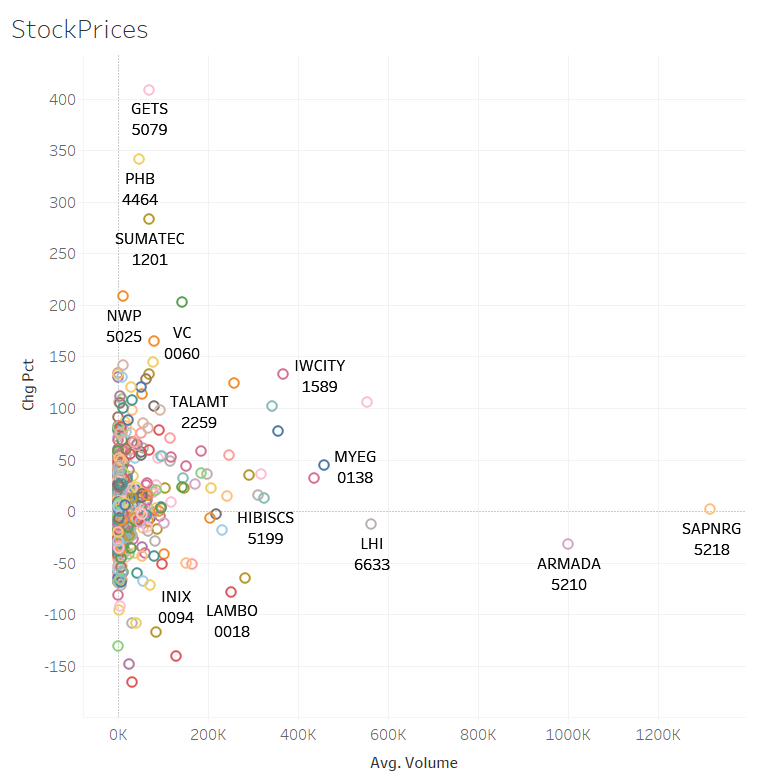 StockPrices
400
GETS
5079
350
PHB
4464
300
SUMATEC
1201
250
200
NWP
5025
VC
0060
150
IWCITY
1589
Chg Pct
100
TALAMT
2259
50
MYEG
0138
0
HIBISCS
5199
SAPNRG
5218
LHI
6633
-50
ARMADA
5210
INIX
0094
LAMBO
0018
-100
-150
0K 200K 400K 600K 800K 1000K 1200K
Avg. Volume